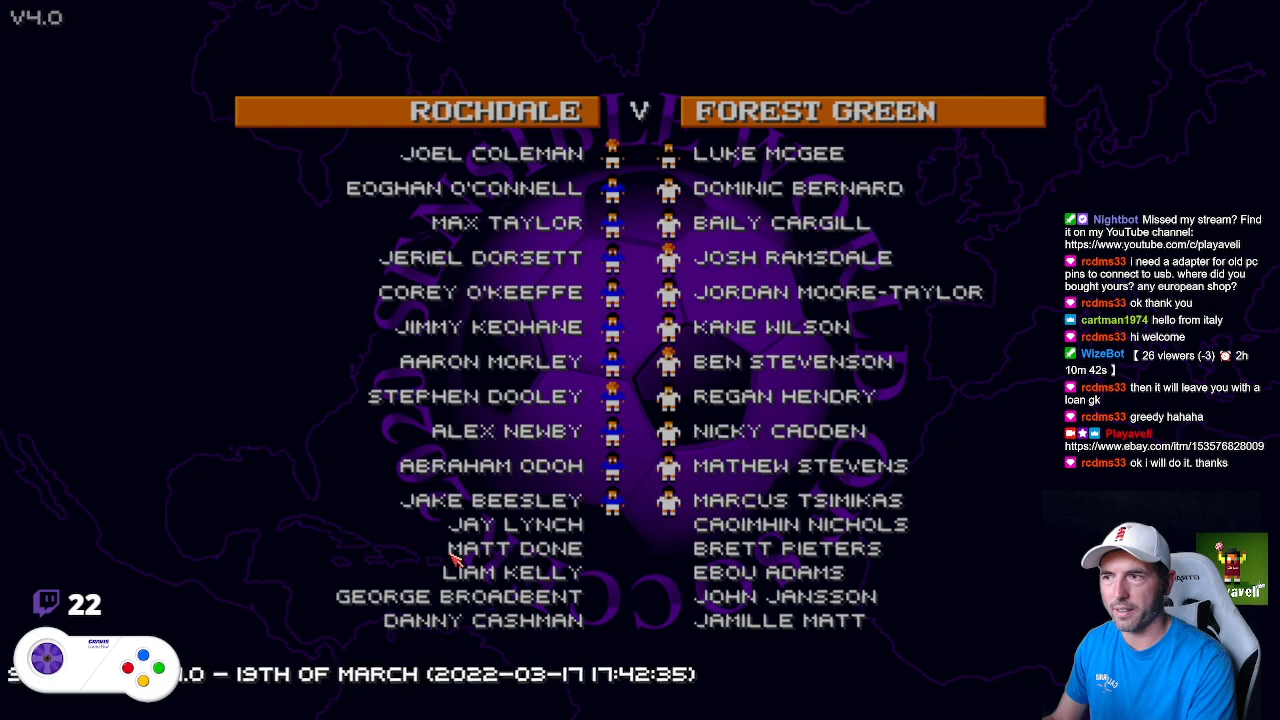 V4.0
ROCHDALE V FOREST GREEN
JOEL COLEMAN LUKE MCGEE
EOGHAN O'CONNELL DOMINIC BERNARD
MAX TAYLOR BAILY CARGILL
JERIEL DORSETT JOSH RAMSDALE
COREY O'KEEFFE JORDAN MOORE-TAYLOR
JIMMY KEOHANE KANE WILSON
AARON MORLEY BEN STEVENSON
STEPHEN DOOLEY REGAN HENDRY
ALEX NEWBY NICKY CADDEN
ABRAHAM ODOH MATHEW STEVENS
JAKE BEESLEY MARCUS TSIMIKAS
JAY LYNCH CAOIMHIN NICHOLS
MATT DONE BRETT PIETERS
LIAM KELLY EBOU ADAMS
GEORGE BROADBENT JOHN JANSSON
DANNY CASHMAN JAMILLE MATT
.0 - 19TH OF MARCH (2022-03-17 17:42:35)
22
GRAVIS
GamePad
Nightbot Missed my stream? Find
it on my YouTube channel:
https://www.youtube.com/c/playaveli
rcdms33 i need a adapter for old pc
pins to connect to usb. where did you
bought yours? any european shop?
rcdms33 ok thank you
cartman1974 hello from italy
rcdms33 hi welcome
WizeBot 【 26 viewers (-3) ⏰ 2h
10m 42s 】
rcdms33 then it will leave you with a
loan gk
rcdms33 greedy hahaha
Playaveli
https://www.ebay.com/itm/153576828009
rcdms33 ok i will do it. thanks